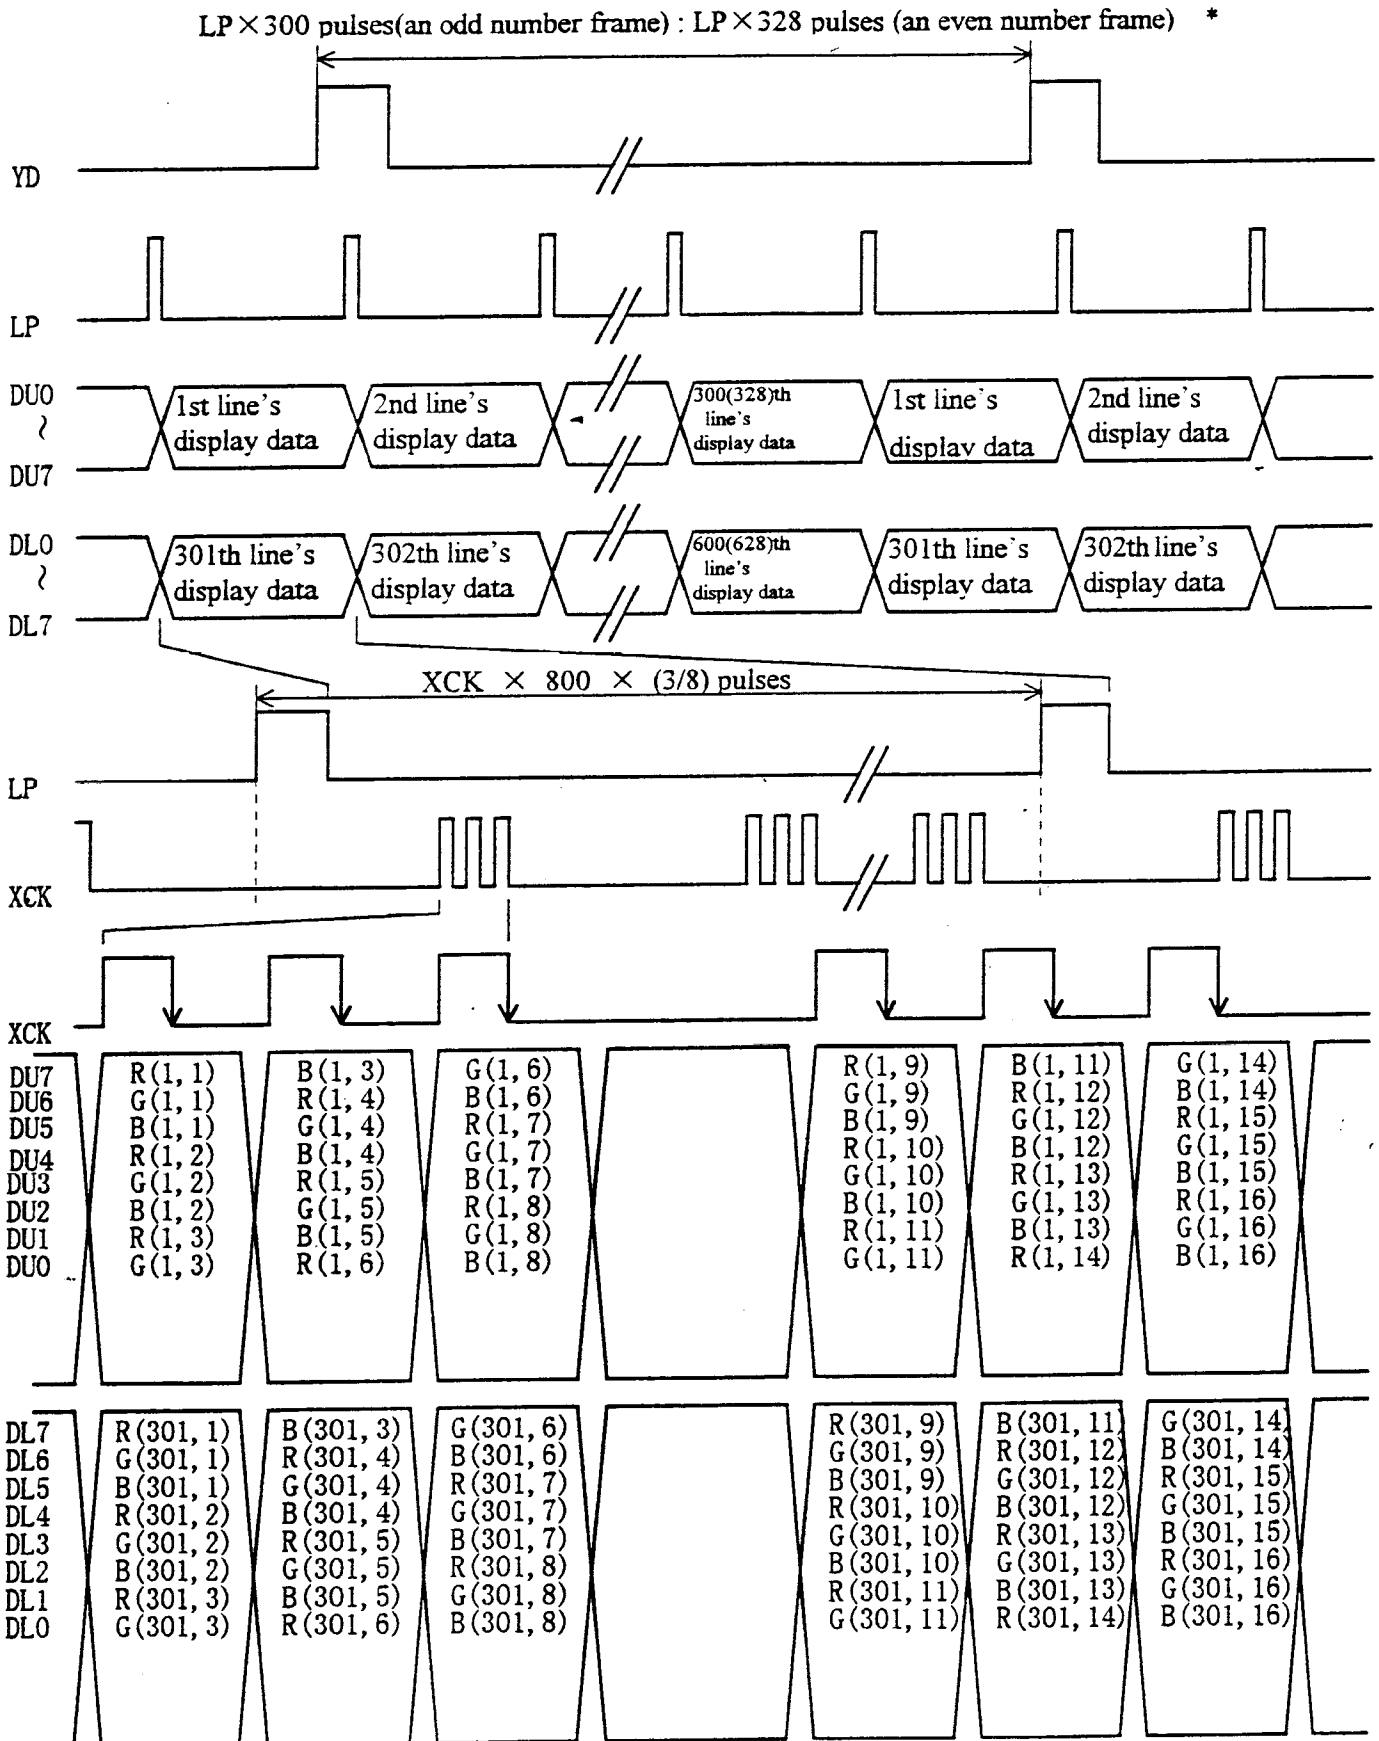 LP×300 pulses(an odd number frame) : LP×328 pulses (an even number frame) *
YD
LP
DU0
~
DU7
1st line's
display data
2nd line's
display data
300(328)th
line's
display data
1st line's
display data
2nd line's
display data
DL0
~
DL7
301th line's
display data
302th line's
display data
600(628)th
line's
display data
301th line's
display data
302th line's
display data
XCK × 800 × (3/8) pulses
LP
XCK
XCK
DU7 R(1,1) B(1,3) G(1,6) R(1,9) B(1,11) G(1,14)
DU6 G(1,1) R(1,4) B(1,6) G(1,9) R(1,12) B(1,14)
DU5 B(1,1) G(1,4) R(1,7) B(1,9) G(1,12) R(1,15)
DU4 R(1,2) B(1,4) G(1,7) R(1,10) B(1,12) G(1,15)
DU3 G(1,2) R(1,5) B(1,7) G(1,10) R(1,13) B(1,15)
DU2 B(1,2) G(1,5) R(1,8) B(1,10) G(1,13) R(1,16)
DU1 R(1,3) B(1,5) G(1,8) R(1,11) B(1,13) G(1,16)
DU0 G(1,3) R(1,6) B(1,8) G(1,11) R(1,14) B(1,16)
DL7 R(301,1) B(301,3) G(301,6) R(301,9) B(301,11) G(301,14)
DL6 G(301,1) R(301,4) B(301,6) G(301,9) R(301,12) B(301,14)
DL5 B(301,1) G(301,4) R(301,7) B(301,9) G(301,12) R(301,15)
DL4 R(301,2) B(301,4) G(301,7) R(301,10) B(301,12) G(301,15)
DL3 G(301,2) R(301,5) B(301,7) G(301,10) R(301,13) B(301,15)
DL2 B(301,2) G(301,5) R(301,8) B(301,10) G(301,13) R(301,16)
DL1 R(301,3) B(301,5) G(301,8) R(301,11) B(301,13) G(301,16)
DL0 G(301,3) R(301,6) B(301,8) G(301,11) R(301,14) B(301,16)